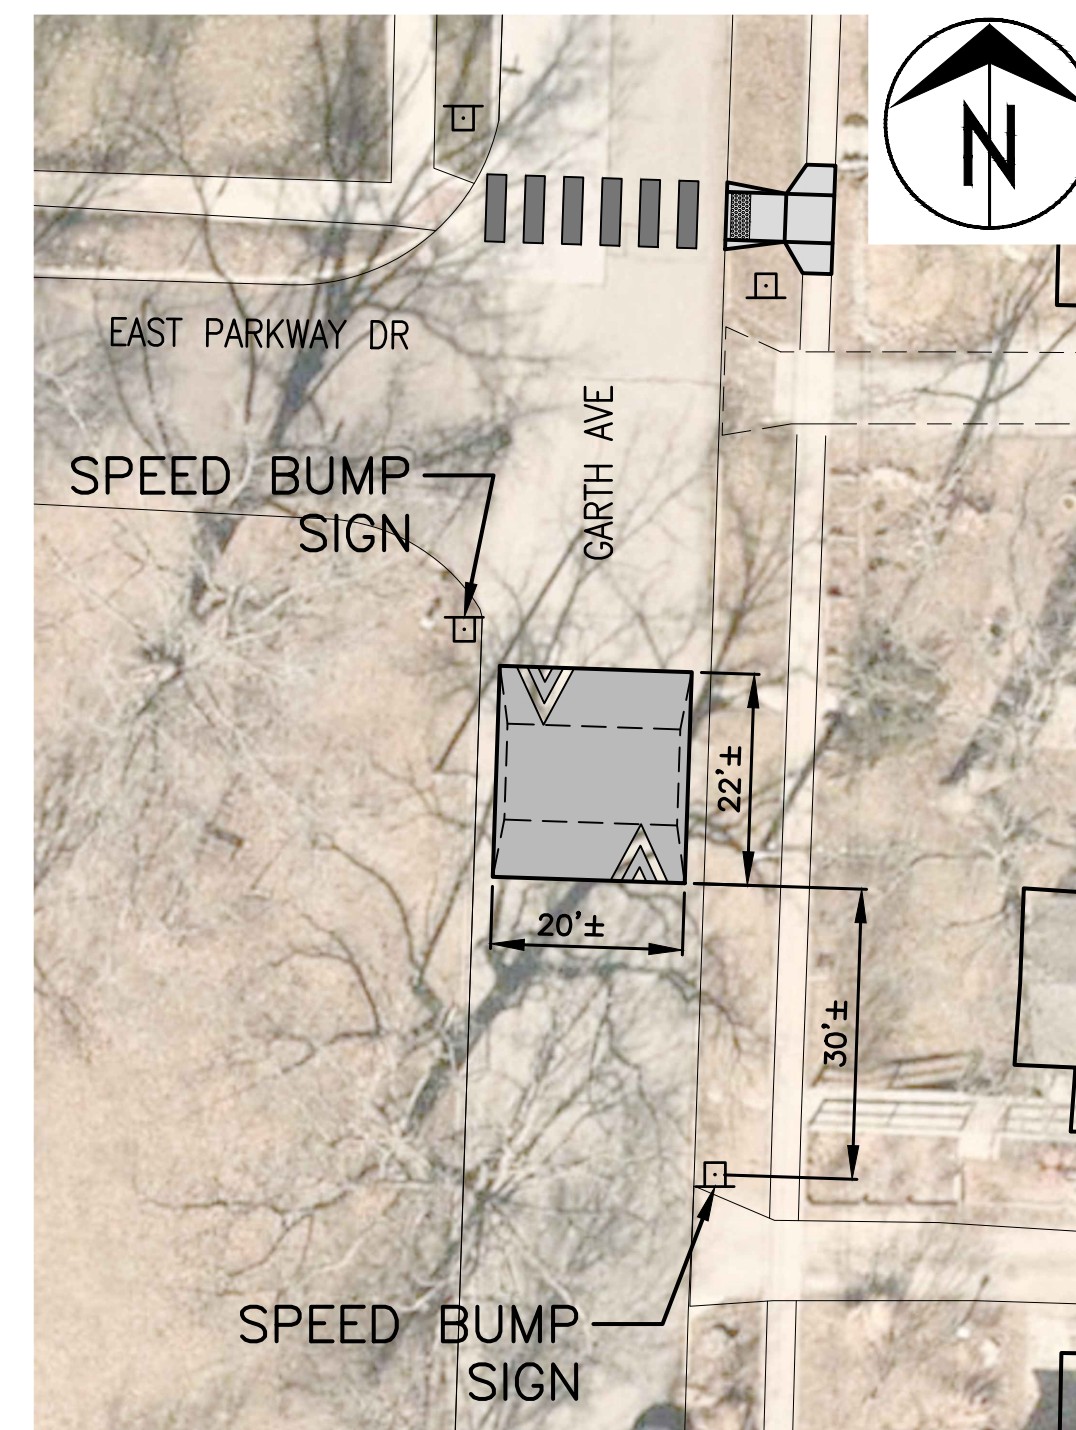 N
EAST PARKWAY DR
GARTH AVE
SPEED BUMP
SIGN
22'±
20'±
30'±
SPEED BUMP
SIGN